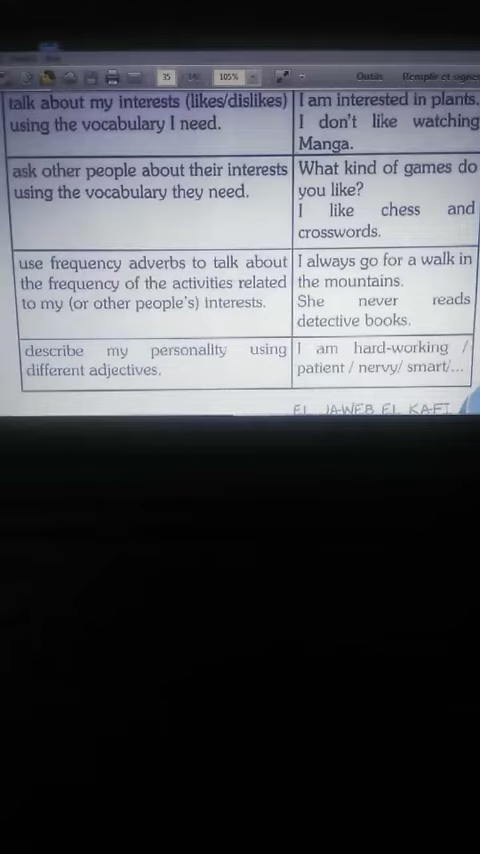 35
105%
Outils
talk about my interests (likes/dislikes)
using the vocabulary I need.
I am interested in plants.
I don't like watching
Manga.
ask other people about their interests
using the vocabulary they need.
What kind of games do
you like?
I like chess and
crosswords.
use frequency adverbs to talk about
the frequency of the activities related
to my (or other people's) interests.
I always go for a walk in
the mountains.
She never reads
detective books.
describe my personality using
different adjectives.
I am hard-working /
patient / nervy/ smart/...
EL JAWEB EL KAFI